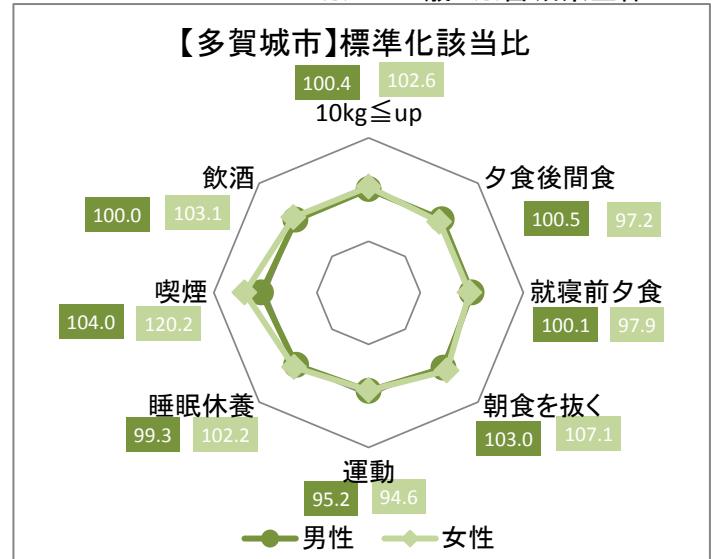 【多賀城市】標準化該当比
100.4 102.6
10kg≦up
飲酒
100.0 103.1
夕食後間食
100.5 97.2
喫煙
104.0 120.2
就寝前夕食
100.1 97.9
睡眠休養
99.3 102.2
朝食を抜く
103.0 107.1
運動
95.2 94.6
男性 女性